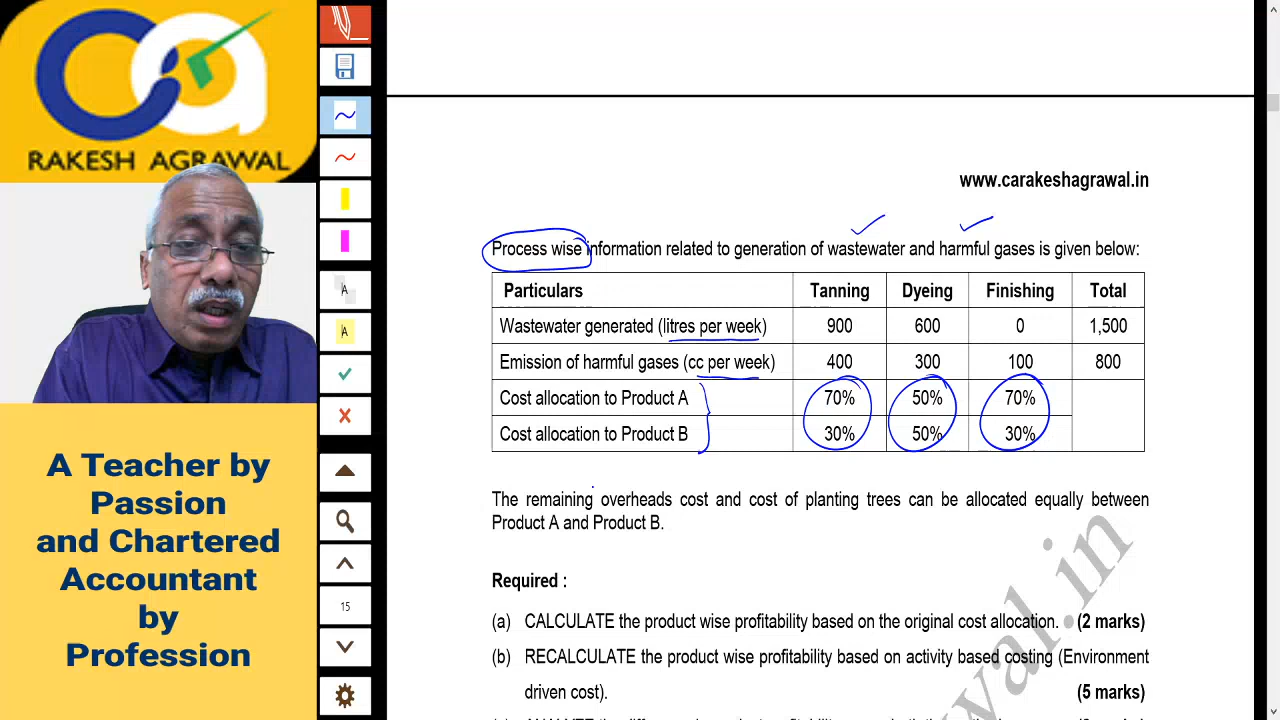 ca
RAKESH AGRAWAL
A Teacher by
Passion
and Chartered
Accountant
by
Profession
A
A
15
www.carakeshagrawal.in
Process wise information related to generation of wastewater and harmful gases is given below:
Particulars Tanning Dyeing Finishing Total
Wastewater generated (litres per week) 900 600 0 1,500
Emission of harmful gases (cc per week) 400 300 100 800
Cost allocation to Product A 70% 50% 70%
Cost allocation to Product B 30% 50% 30%
The remaining overheads cost and cost of planting trees can be allocated equally between
Product A and Product B.
Required :
(a) CALCULATE the product wise profitability based on the original cost allocation. (2 marks)
(b) RECALCULATE the product wise profitability based on activity based costing (Environment
driven cost). (5 marks)
wal.in